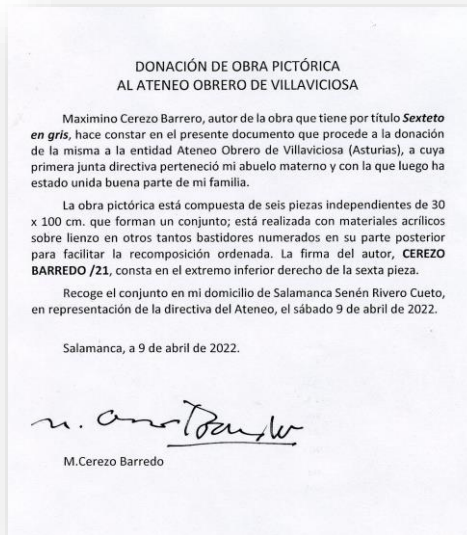 DONACIÓN DE OBRA PICTÓRICA
AL ATENEO OBRERO DE VILLAVICIOSA
Maximino Cerezo Barrero, autor de la obra que tiene por título Sexteto
en gris, hace constar en el presente documento que procede a la donación
de la misma a la entidad Ateneo Obrero de Villaviciosa (Asturias), a cuya
primera junta directiva perteneció mi abuelo materno y con la que luego ha
estado unida buena parte de mi familia.
La obra pictórica está compuesta de seis piezas independientes de 30
x 100 cm. que forman un conjunto; está realizada con materiales acrílicos
sobre lienzo en otros tantos bastidores numerados en su parte posterior
para facilitar la recomposición ordenada. La firma del autor, CEREZO
BARREDO /21, consta en el extremo inferior derecho de la sexta pieza.
Recoge el conjunto en mi domicilio de Salamanca Senén Rivero Cueto,
en representación de la directiva del Ateneo, el sábado 9 de abril de 2022.
Salamanca, a 9 de abril de 2022.
M.Cerezo Barredo